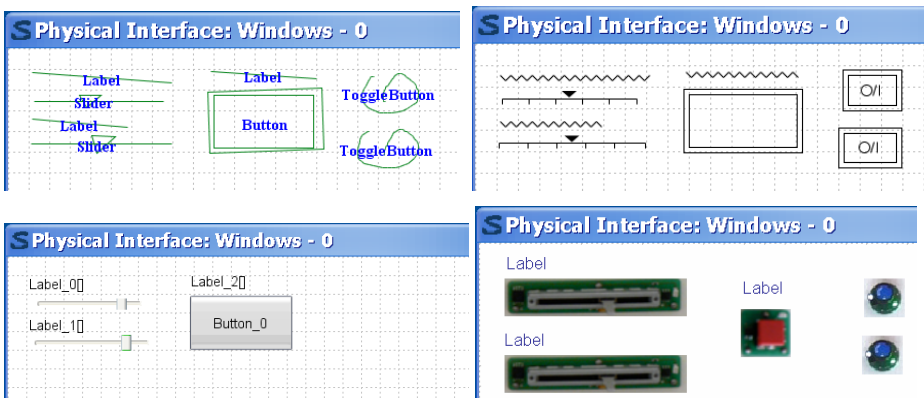 S Physical Interface: Windows - 0
Label
Slider
Label
Slider
Label
Button
ToggleButton
ToggleButton
S Physical Interface: Windows - 0
O/I
O/I
S Physical Interface: Windows - 0
Label_0[]
Label_1[]
Label_2[]
Button_0
S Physical Interface: Windows - 0
Label
Label
Label